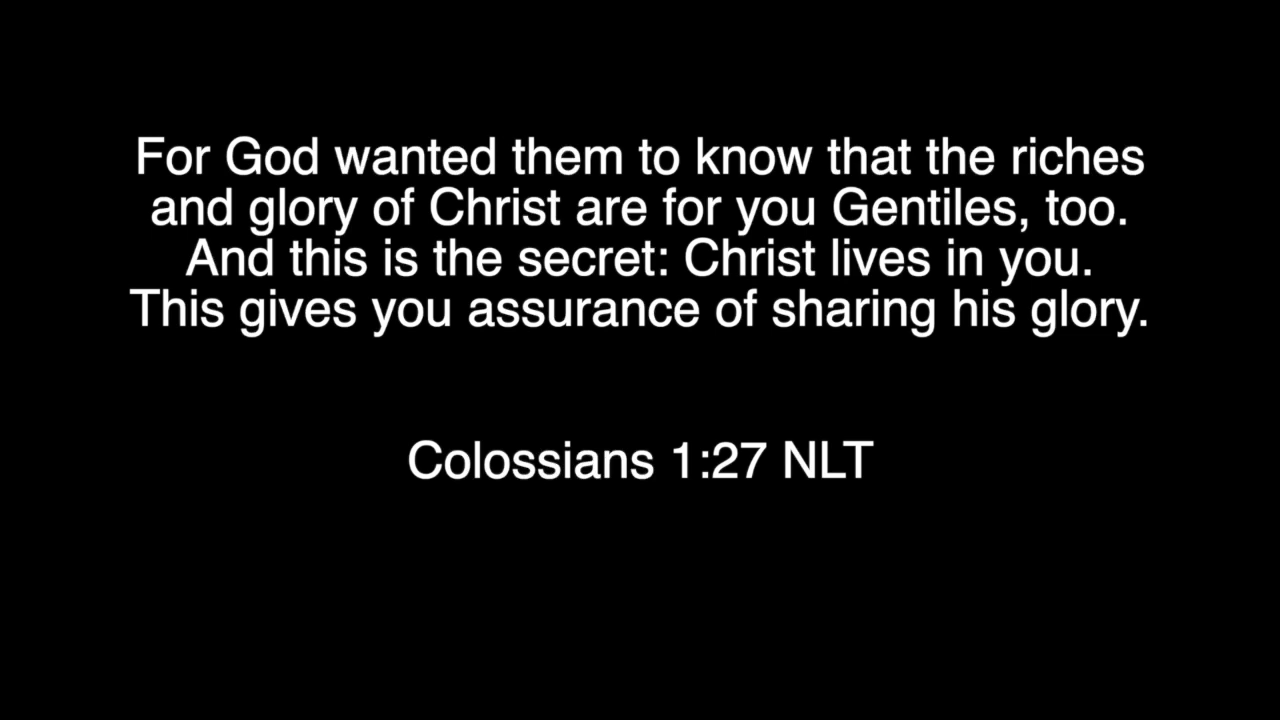 For God wanted them to know that the riches
and glory of Christ are for you Gentiles, too.
And this is the secret: Christ lives in you.
This gives you assurance of sharing his glory.
Colossians 1:27 NLT